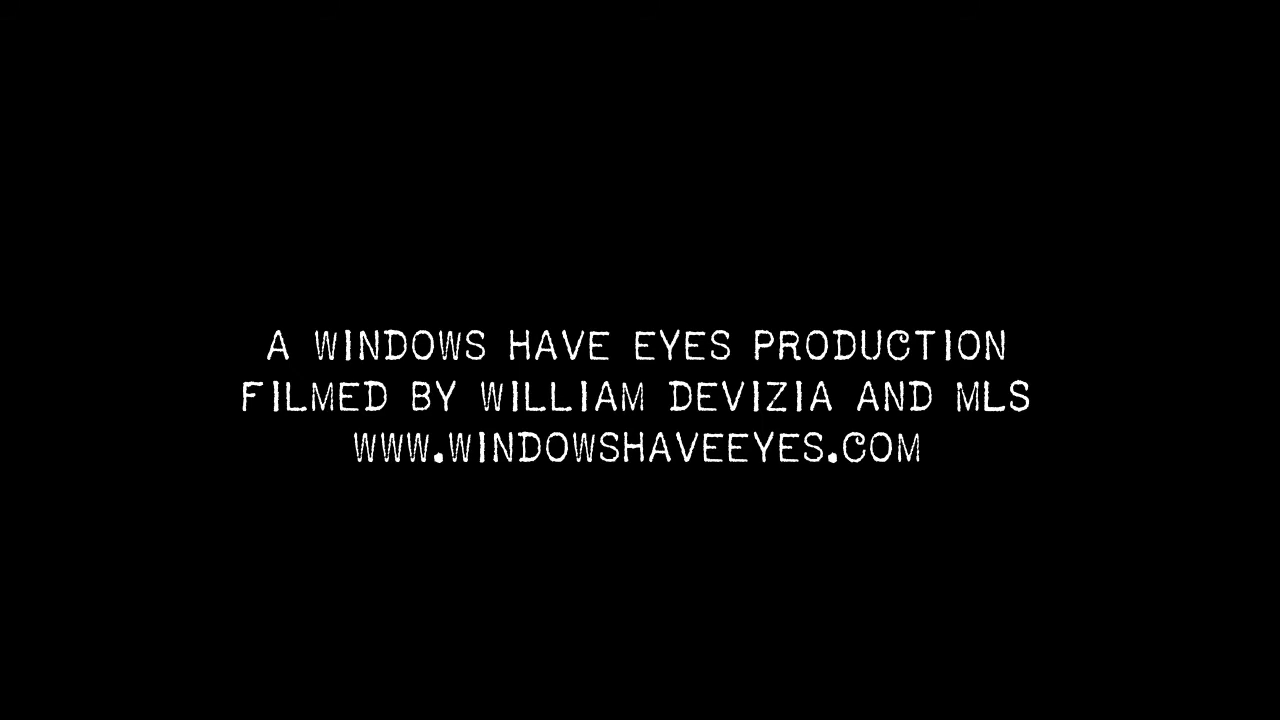 A WINDOWS HAVE EYES PRODUCTION
FILMED BY WILLIAM DEVIZIA AND MLS
WWW.WINDOWSHAVEEYES.COM